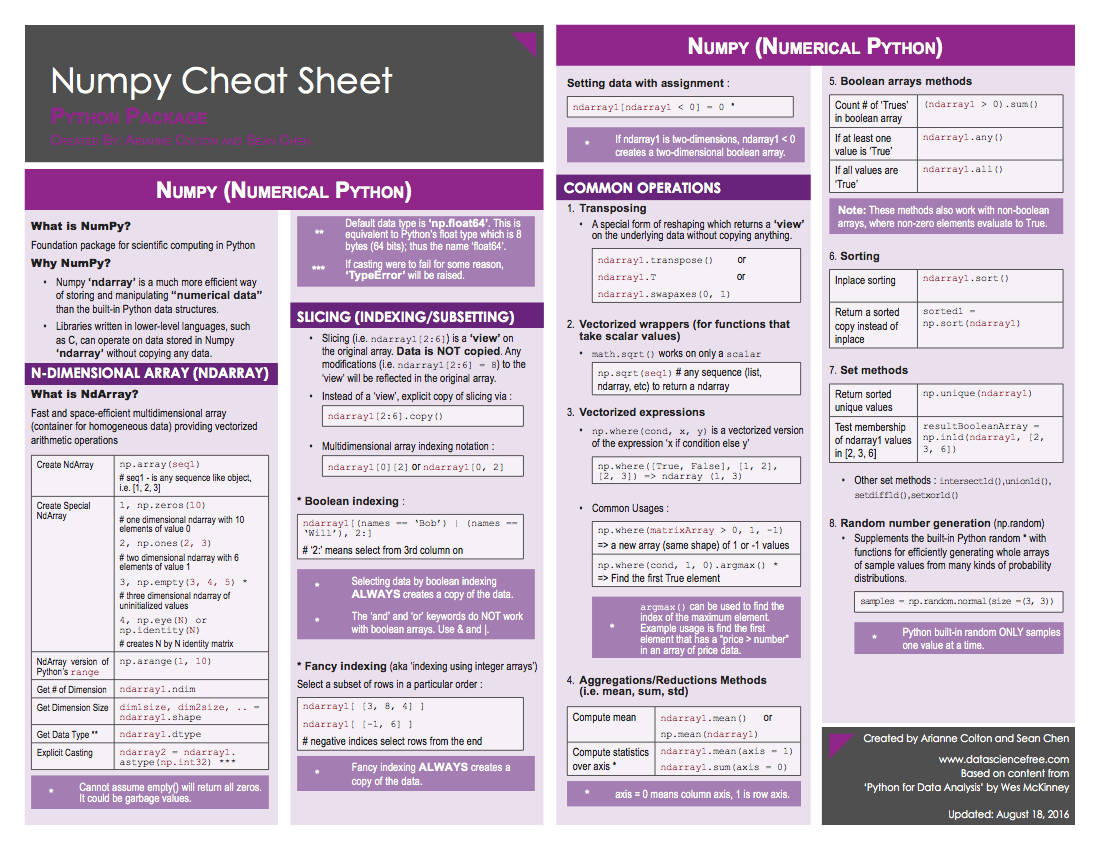 Numpy Cheat Sheet
PYTHON PACKAGE
CREATED BY: ARIANNE COLTON AND SEAN CHEN
NUMPY (NUMERICAL PYTHON)
What is NumPy?
Foundation package for scientific computing in Python
Why NumPy?
• Numpy ‘ndarray’ is a much more efficient way
of storing and manipulating “numerical data”
than the built-in Python data structures.
• Libraries written in lower-level languages, such
as C, can operate on data stored in Numpy
‘ndarray’ without copying any data.
N-DIMENSIONAL ARRAY (NDARRAY)
What is NdArray?
Fast and space-efficient multidimensional array
(container for homogeneous data) providing vectorized
arithmetic operations
Create NdArray
np.array(seq1)
# seq1 - is any sequence like object,
i.e. [1, 2, 3]
Create Special
NdArray
1, np.zeros(10)
# one dimensional ndarray with 10
elements of value 0
2, np.ones(2, 3)
# two dimensional ndarray with 6
elements of value 1
3, np.empty(3, 4, 5) *
# three dimensional ndarray of
uninitialized values
4, np.eye(N) or
np.identity(N)
# creates N by N identity matrix
NdArray version of
Python’s range
np.arange(1, 10)
Get # of Dimension
ndarray1.ndim
Get Dimension Size
dim1size, dim2size, .. =
ndarray1.shape
Get Data Type **
ndarray1.dtype
Explicit Casting
ndarray2 = ndarray1.
astype(np.int32) ***
* Cannot assume empty() will return all zeros.
It could be garbage values.
** Default data type is ‘np.float64’. This is
equivalent to Python’s float type which is 8
bytes (64 bits); thus the name ‘float64’.
*** If casting were to fail for some reason,
‘TypeError’ will be raised.
SLICING (INDEXING/SUBSETTING)
• Slicing (i.e. ndarray1[2:6]) is a ‘view’ on
the original array. Data is NOT copied. Any
modifications (i.e. ndarray1[2:6] = 8) to the
‘view’ will be reflected in the original array.
• Instead of a ‘view’, explicit copy of slicing via :
ndarray1[2:6].copy()
• Multidimensional array indexing notation :
ndarray1[0][2] or ndarray1[0, 2]
* Boolean indexing :
ndarray1[(names == ‘Bob’) | (names ==
‘Will’), 2:]
# ‘2:’ means select from 3rd column on
* Selecting data by boolean indexing
ALWAYS creates a copy of the data.
* The ‘and’ and ‘or’ keywords do NOT work
with boolean arrays. Use & and |.
* Fancy indexing (aka ‘indexing using integer arrays’)
Select a subset of rows in a particular order :
ndarray1[ [3, 8, 4] ]
ndarray1[ [-1, 6] ]
# negative indices select rows from the end
* Fancy indexing ALWAYS creates a
copy of the data.
NUMPY (NUMERICAL PYTHON)
Setting data with assignment :
ndarray1[ndarray1 < 0] = 0 *
* If ndarray1 is two-dimensions, ndarray1 < 0
creates a two-dimensional boolean array.
COMMON OPERATIONS
1. Transposing
• A special form of reshaping which returns a ‘view’
on the underlying data without copying anything.
ndarray1.transpose() or
ndarray1.T or
ndarray1.swapaxes(0, 1)
2. Vectorized wrappers (for functions that
take scalar values)
• math.sqrt() works on only a scalar
np.sqrt(seq1) # any sequence (list,
ndarray, etc) to return a ndarray
3. Vectorized expressions
• np.where(cond, x, y) is a vectorized version
of the expression ‘x if condition else y’
np.where([True, False], [1, 2],
[2, 3]) => ndarray (1, 3)
• Common Usages :
np.where(matrixArray > 0, 1, -1)
=> a new array (same shape) of 1 or -1 values
np.where(cond, 1, 0).argmax() *
=> Find the first True element
* argmax() can be used to find the
index of the maximum element.
Example usage is find the first
element that has a “price > number”
in an array of price data.
4. Aggregations/Reductions Methods
(i.e. mean, sum, std)
Compute mean
ndarray1.mean() or
np.mean(ndarray1)
Compute statistics
over axis *
ndarray1.mean(axis = 1)
ndarray1.sum(axis = 0)
* axis = 0 means column axis, 1 is row axis.
5. Boolean arrays methods
Count # of ‘Trues’
in boolean array
(ndarray1 > 0).sum()
If at least one
value is ‘True’
ndarray1.any()
If all values are
‘True’
ndarray1.all()
Note: These methods also work with non-boolean
arrays, where non-zero elements evaluate to True.
6. Sorting
Inplace sorting
ndarray1.sort()
Return a sorted
copy instead of
inplace
sorted1 =
np.sort(ndarray1)
7. Set methods
Return sorted
unique values
np.unique(ndarray1)
Test membership
of ndarray1 values
in [2, 3, 6]
resultBooleanArray =
np.in1d(ndarray1, [2,
3, 6])
• Other set methods : intersect1d(),union1d(),
setdiff1d(),setxor1d()
8. Random number generation (np.random)
• Supplements the built-in Python random * with
functions for efficiently generating whole arrays
of sample values from many kinds of probability
distributions.
samples = np.random.normal(size =(3, 3))
* Python built-in random ONLY samples
one value at a time.
Created by Arianne Colton and Sean Chen
www.datasciencefree.com
Based on content from
‘Python for Data Analysis’ by Wes McKinney
Updated: August 18, 2016